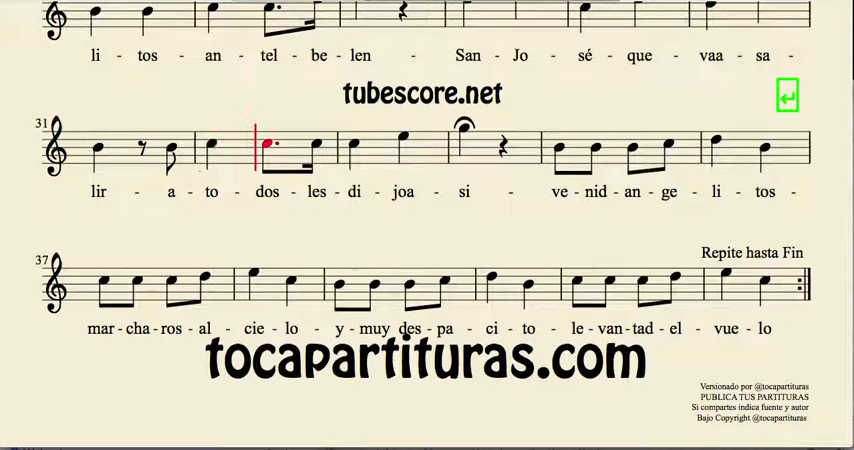 li - tos - an - tel - be - len - San - Jo - sé - que - vaa - sa -
tubescore.net
31
lir - a - to - dos - les - di - joa - si - ve - nid - an - ge - li - tos -
37
Repite hasta Fin
mar - cha - ros - al - cie - lo - y - muy des - pa - ci - to - le - van - tad - el - vue - lo
tocapartituras.com
Versionado por @tocapartituras
PUBLICA TUS PARTITURAS
Si compartes indica fuente y autor
Bajo Copyright @tocapartituras